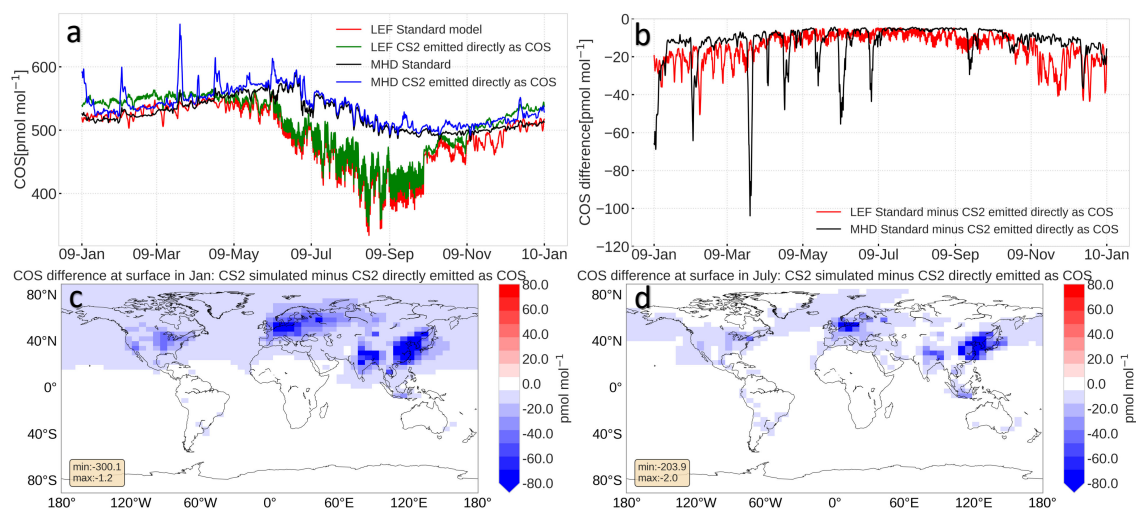 a
LEF Standard model
LEF CS2 emitted directly as COS
MHD Standard
MHD CS2 emitted directly as COS
COS[pmol mol⁻¹]
600
500
400
09-Jan 09-Mar 09-May 09-Jul 09-Sep 09-Nov 10-Jan
b
COS difference[pmol mol⁻¹]
0
−20
−40
−60
−80
−100
−120
LEF Standard minus CS2 emitted directly as COS
MHD Standard minus CS2 emitted directly as COS
09-Jan 09-Mar 09-May 09-Jul 09-Sep 09-Nov 10-Jan
COS difference at surface in Jan: CS2 simulated minus CS2 directly emitted as COS
c
80°N
40°N
0°
40°S
80°S
min:-300.1
max:-1.2
180° 120°W 60°W 0° 60°E 120°E 180°
80.0
60.0
40.0
20.0
0.0
-20.0
-40.0
-60.0
-80.0
pmol mol⁻¹
COS difference at surface in July: CS2 simulated minus CS2 directly emitted as COS
d
80°N
40°N
0°
40°S
80°S
min:-203.9
max:-2.0
180° 120°W 60°W 0° 60°E 120°E 180°
80.0
60.0
40.0
20.0
0.0
-20.0
-40.0
-60.0
-80.0
pmol mol⁻¹